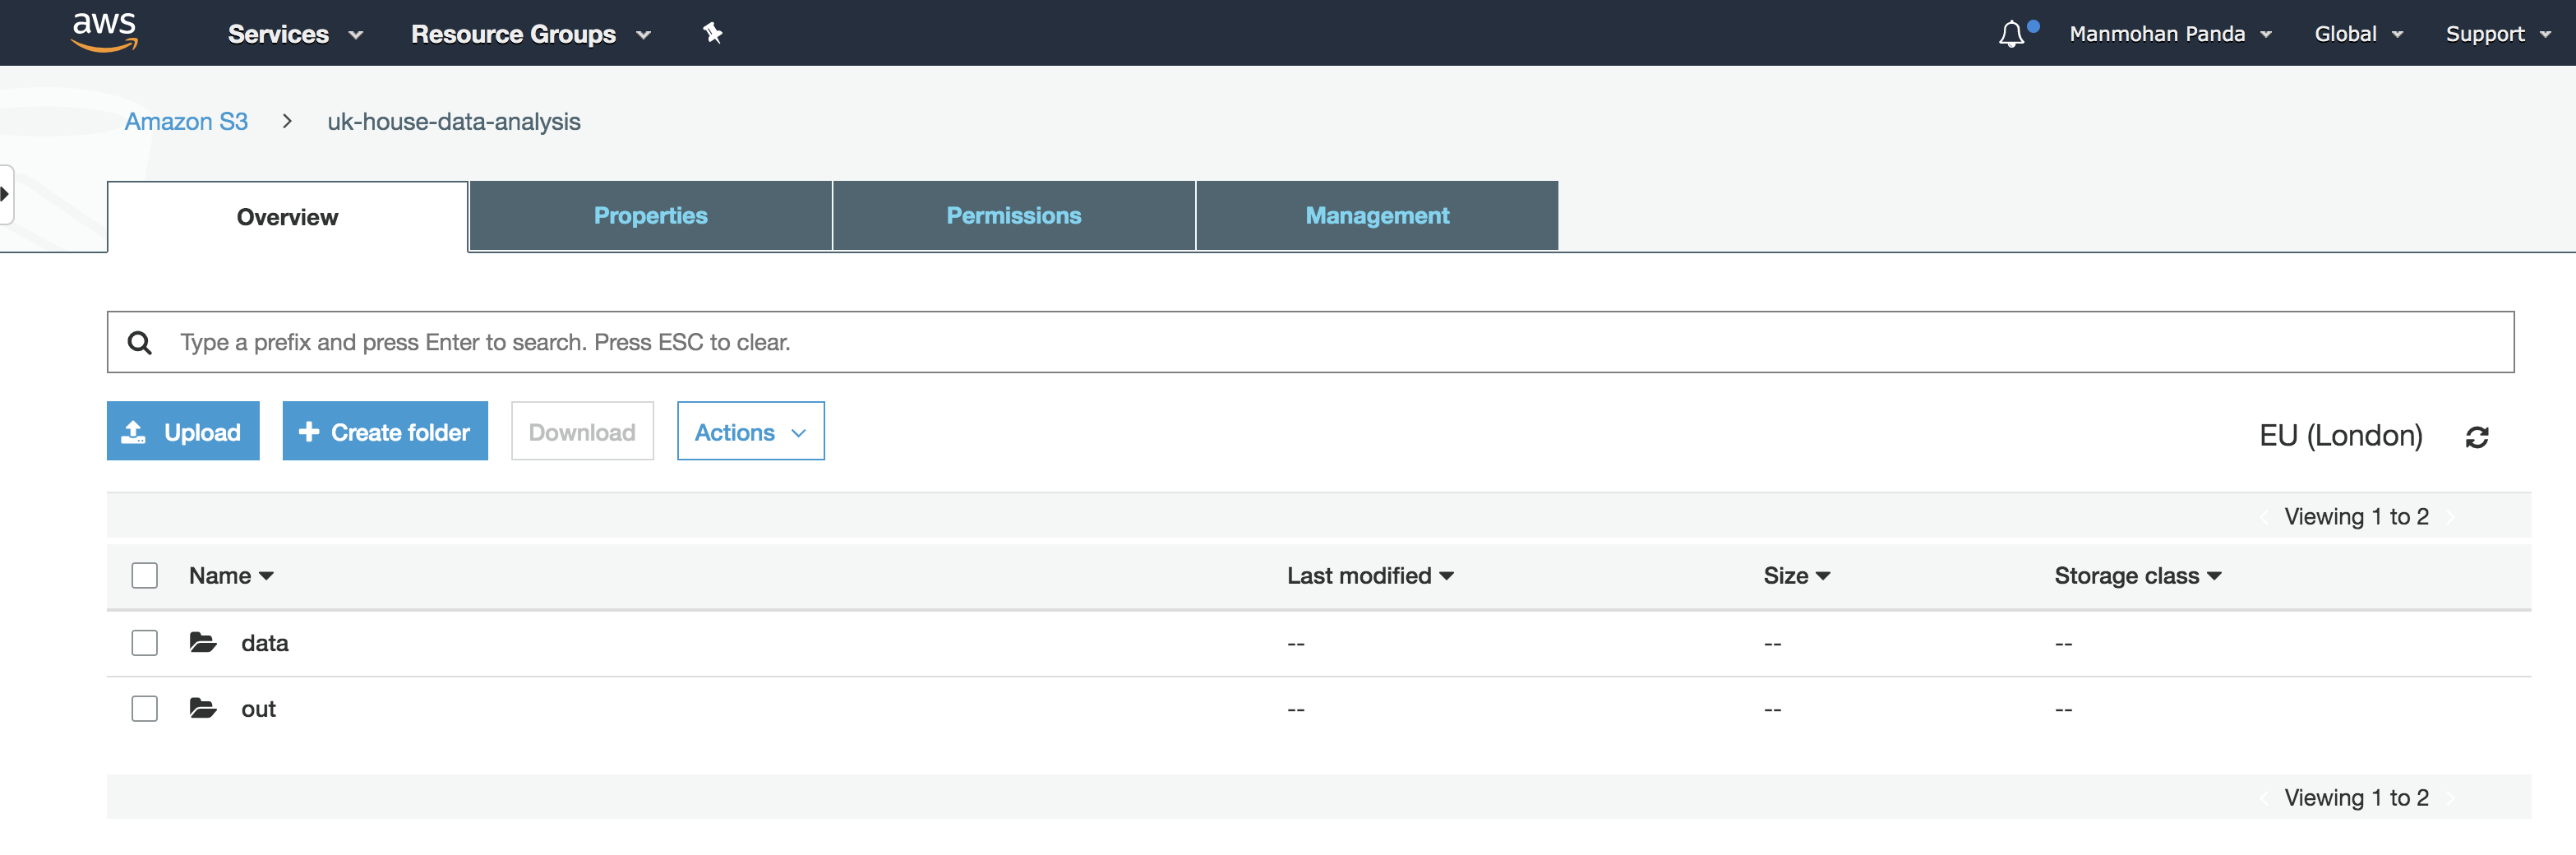 aws Services Resource Groups Manmohan Panda Global Support
Amazon S3 > uk-house-data-analysis
Overview Properties Permissions Management
Type a prefix and press Enter to search. Press ESC to clear.
Upload + Create folder Download Actions EU (London)
Viewing 1 to 2
Name Last modified Size Storage class
data -- -- --
out -- -- --
Viewing 1 to 2